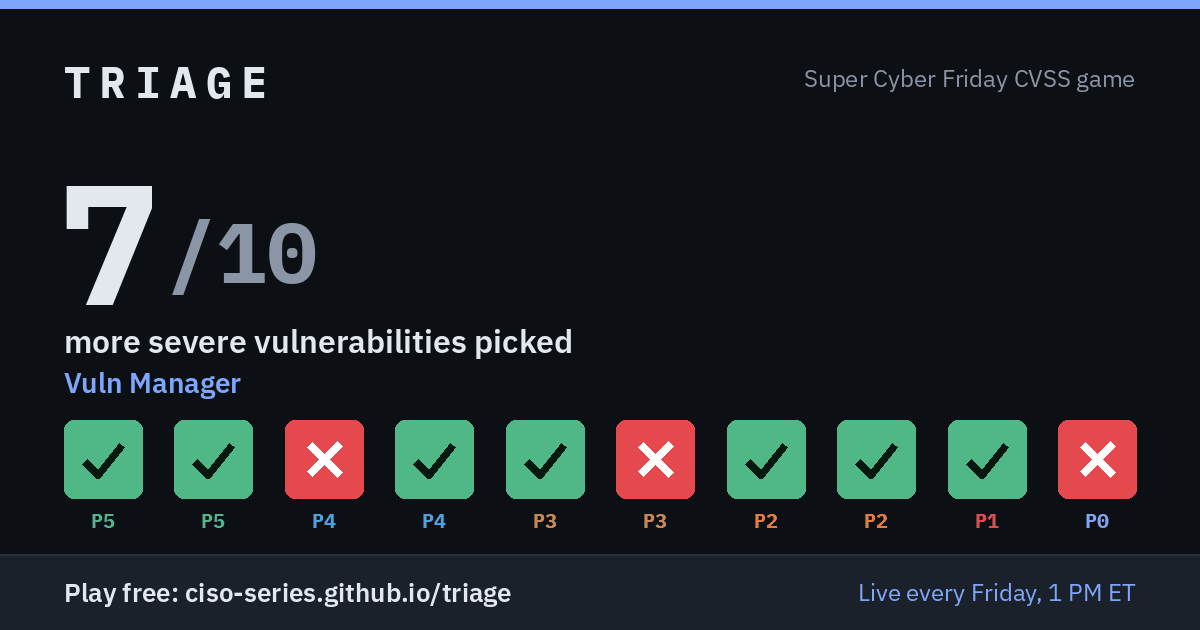 TRIAGE
Super Cyber Friday CVSS game
7/10
more severe vulnerabilities picked
Vuln Manager
P5 P5 P4 P4 P3 P3 P2 P2 P1 P0
Play free: ciso-series.github.io/triage
Live every Friday, 1 PM ET